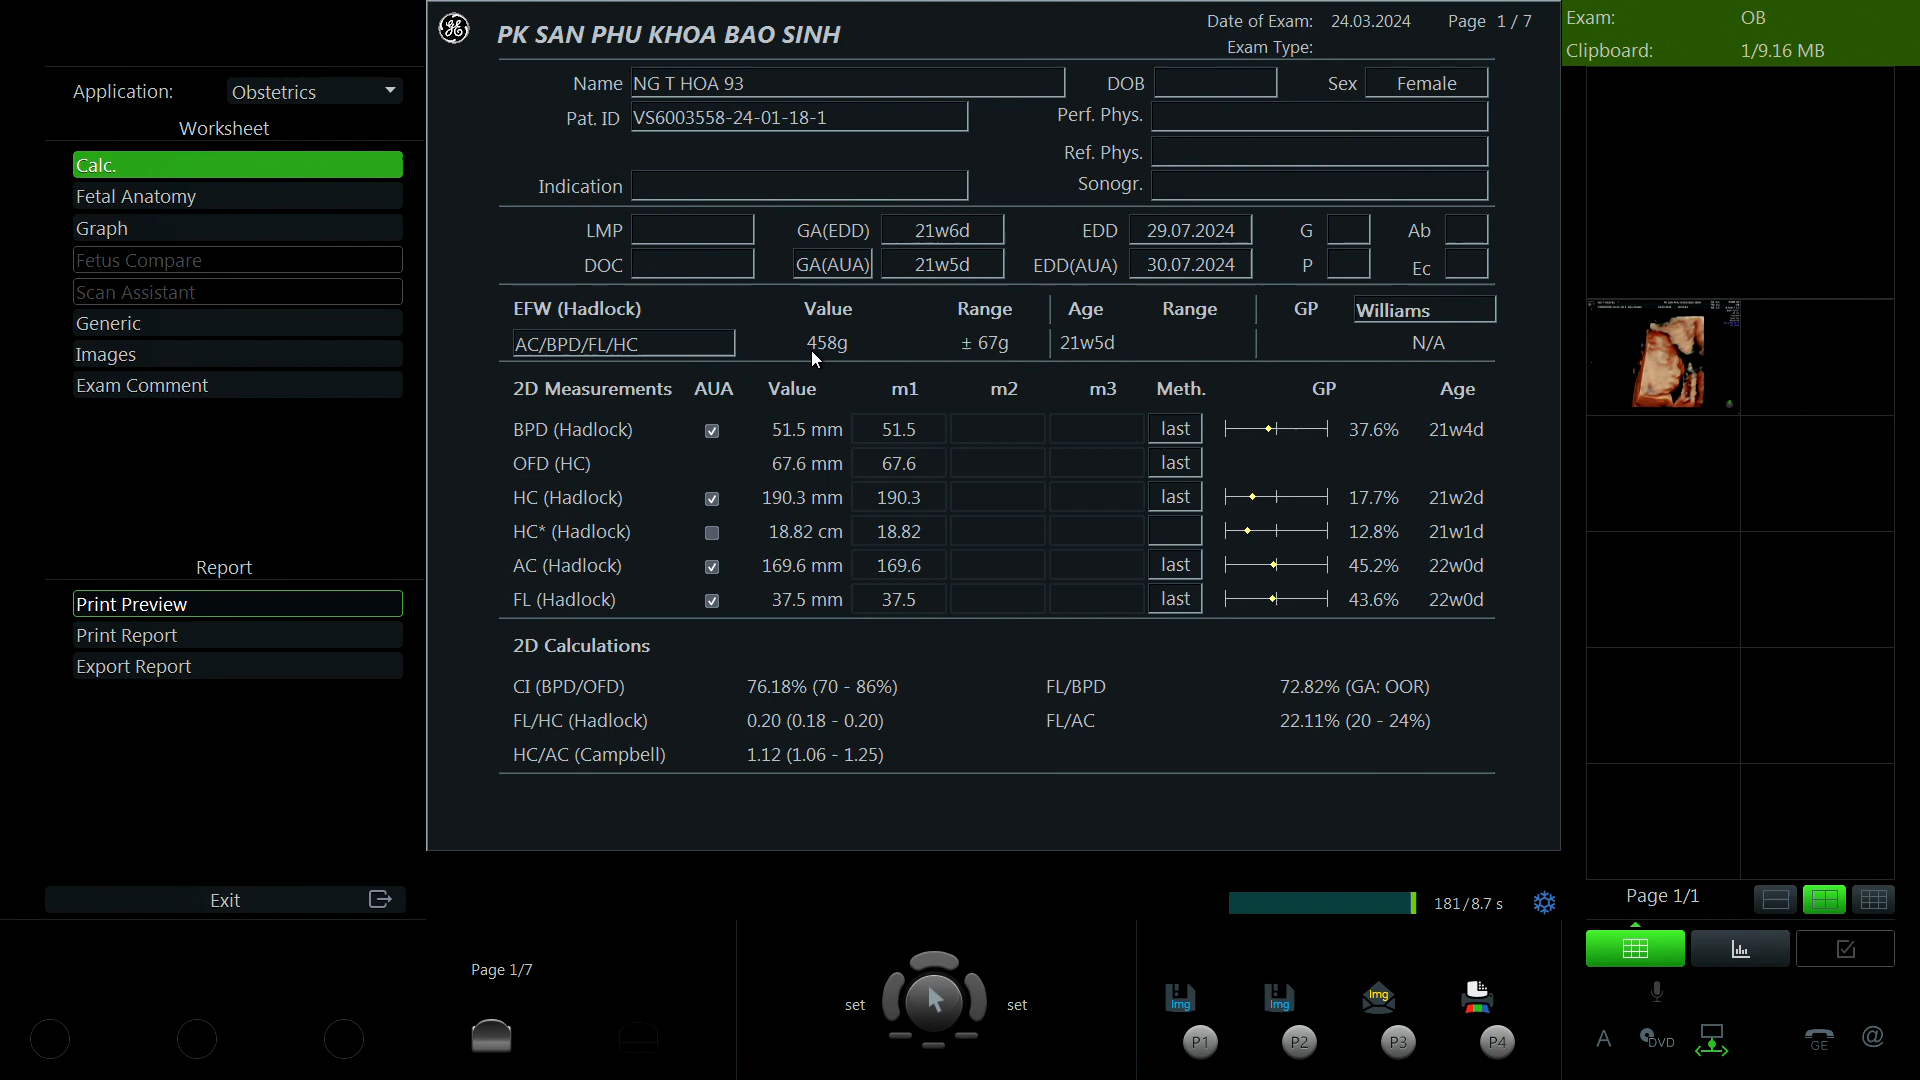 Application: Obstetrics
Worksheet
Calc.
Fetal Anatomy
Graph
Fetus Compare
Scan Assistant
Generic
Images
Exam Comment
Report
Print Preview
Print Report
Export Report
Exit
PK SAN PHU KHOA BAO SINH
Date of Exam: 24.03.2024 Page 1 / 7
Exam Type:
Name NG T HOA 93 DOB Sex Female
Pat. ID VS6003558-24-01-18-1 Perf. Phys.
Ref. Phys.
Indication Sonogr.
LMP GA(EDD) 21w6d EDD 29.07.2024 G Ab
DOC GA(AUA) 21w5d EDD(AUA) 30.07.2024 P Ec
EFW (Hadlock) Value Range Age Range GP Williams
AC/BPD/FL/HC 458g ± 67g 21w5d N/A
2D Measurements AUA Value m1 m2 m3 Meth. GP Age
BPD (Hadlock) 51.5 mm 51.5 last 37.6% 21w4d
OFD (HC) 67.6 mm 67.6 last
HC (Hadlock) 190.3 mm 190.3 last 17.7% 21w2d
HC* (Hadlock) 18.82 cm 18.82 12.8% 21w1d
AC (Hadlock) 169.6 mm 169.6 last 45.2% 22w0d
FL (Hadlock) 37.5 mm 37.5 last 43.6% 22w0d
2D Calculations
CI (BPD/OFD) 76.18% (70 - 86%) FL/BPD 72.82% (GA: OOR)
FL/HC (Hadlock) 0.20 (0.18 - 0.20) FL/AC 22.11% (20 - 24%)
HC/AC (Campbell) 1.12 (1.06 - 1.25)
181/8.7 s
Page 1/7
set set
Img Img Img
P1 P2 P3 P4
Exam: OB
Clipboard: 1/9.16 MB
Page 1/1
A DVD GE @